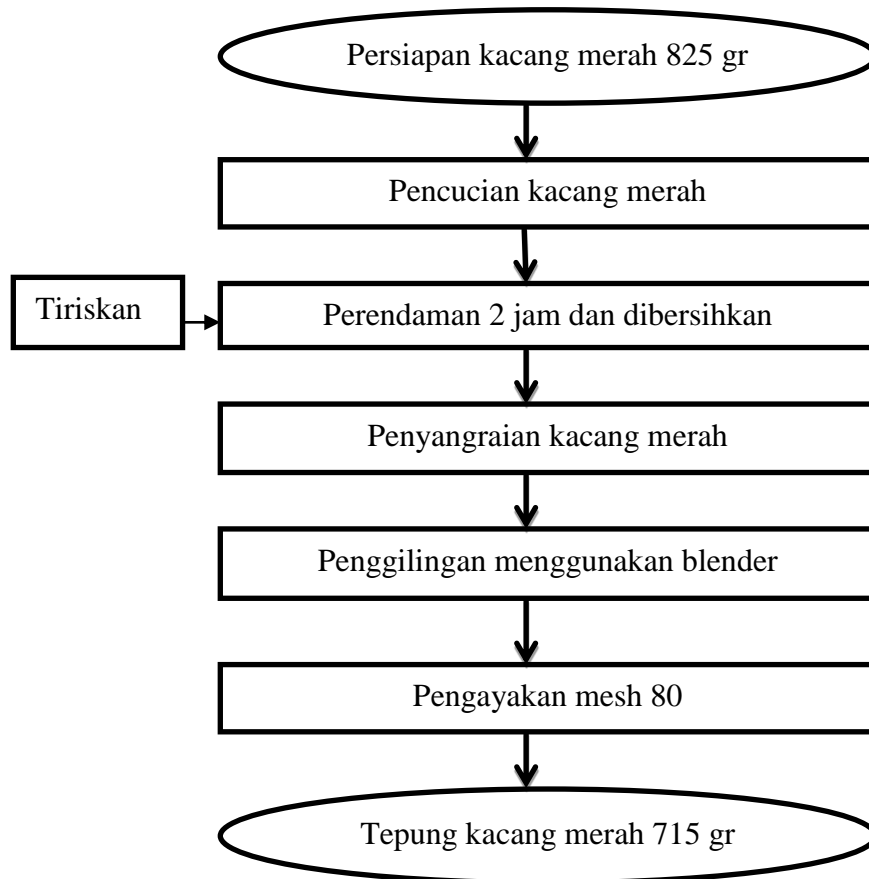 Persiapan kacang merah 825 gr
Pencucian kacang merah
Tiriskan
Perendaman 2 jam dan dibersihkan
Penyangraian kacang merah
Penggilingan menggunakan blender
Pengayakan mesh 80
Tepung kacang merah 715 gr